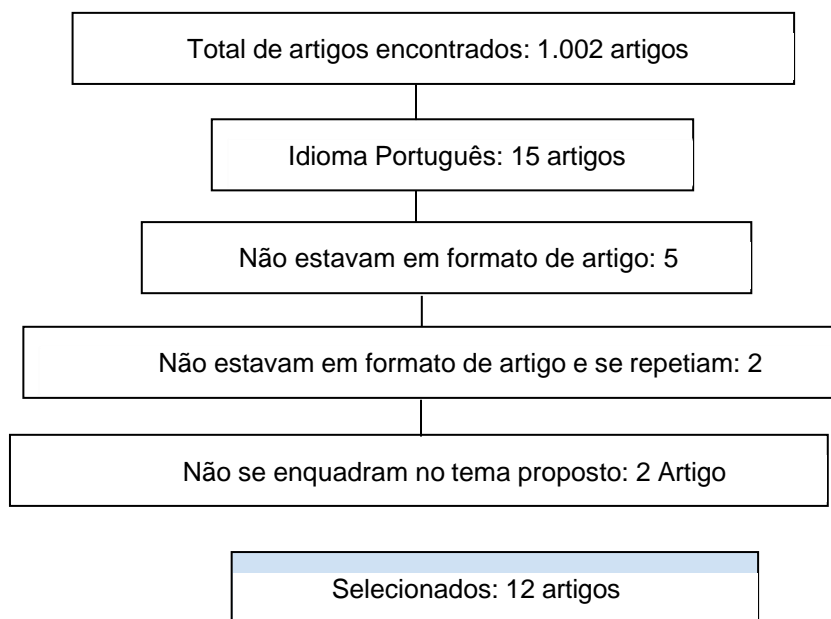 Total de artigos encontrados: 1.002 artigos
Idioma Português: 15 artigos
Não estavam em formato de artigo: 5
Não estavam em formato de artigo e se repetiam: 2
Não se enquadram no tema proposto: 2 Artigo
Selecionados: 12 artigos